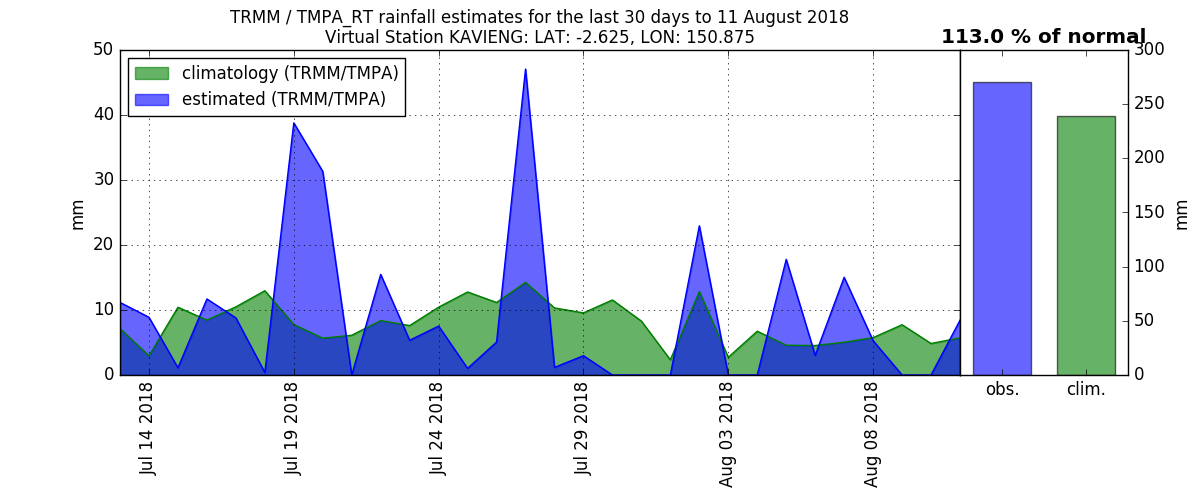 TRMM / TMPA_RT rainfall estimates for the last 30 days to 11 August 2018
Virtual Station KAVIENG: LAT: -2.625, LON: 150.875
113.0 % of normal
climatology (TRMM/TMPA)
estimated (TRMM/TMPA)
mm
50
40
30
20
10
0
Jul 14 2018
Jul 19 2018
Jul 24 2018
Jul 29 2018
Aug 03 2018
Aug 08 2018
300
250
200
150
100
50
0
mm
obs.
clim.